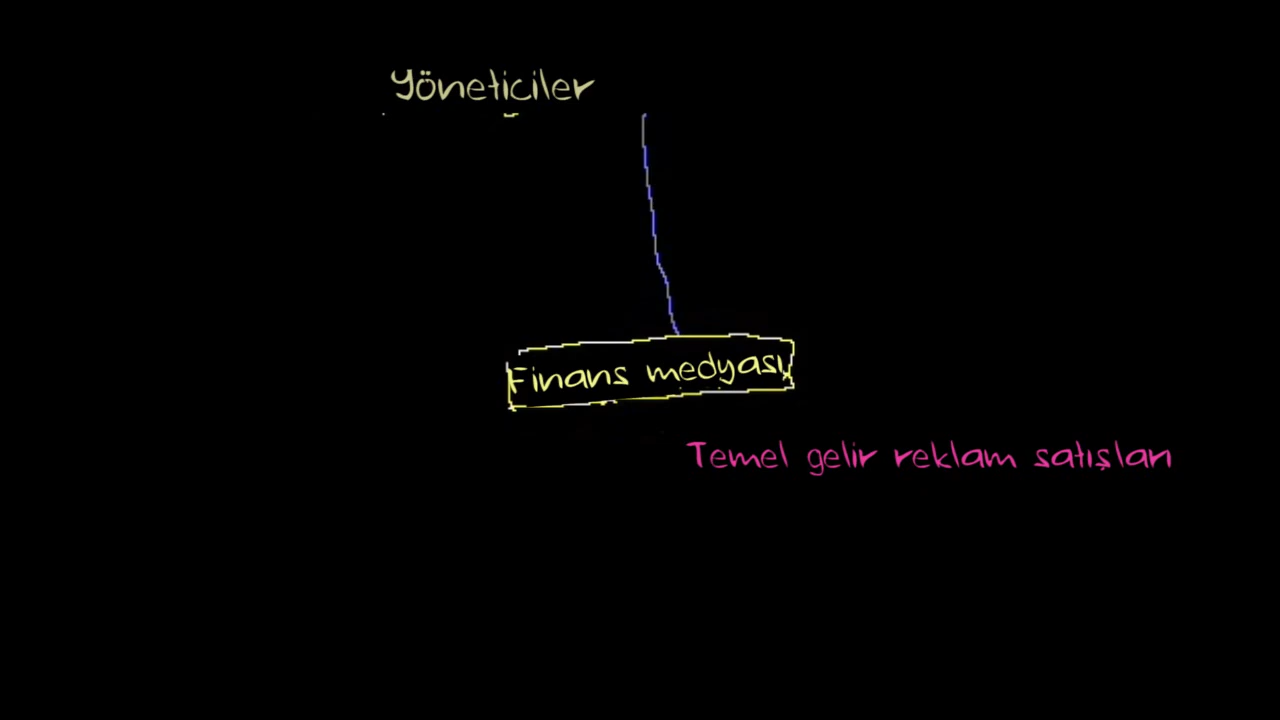 Yöneticiler
Finans medyası
Temel gelir reklam satışları